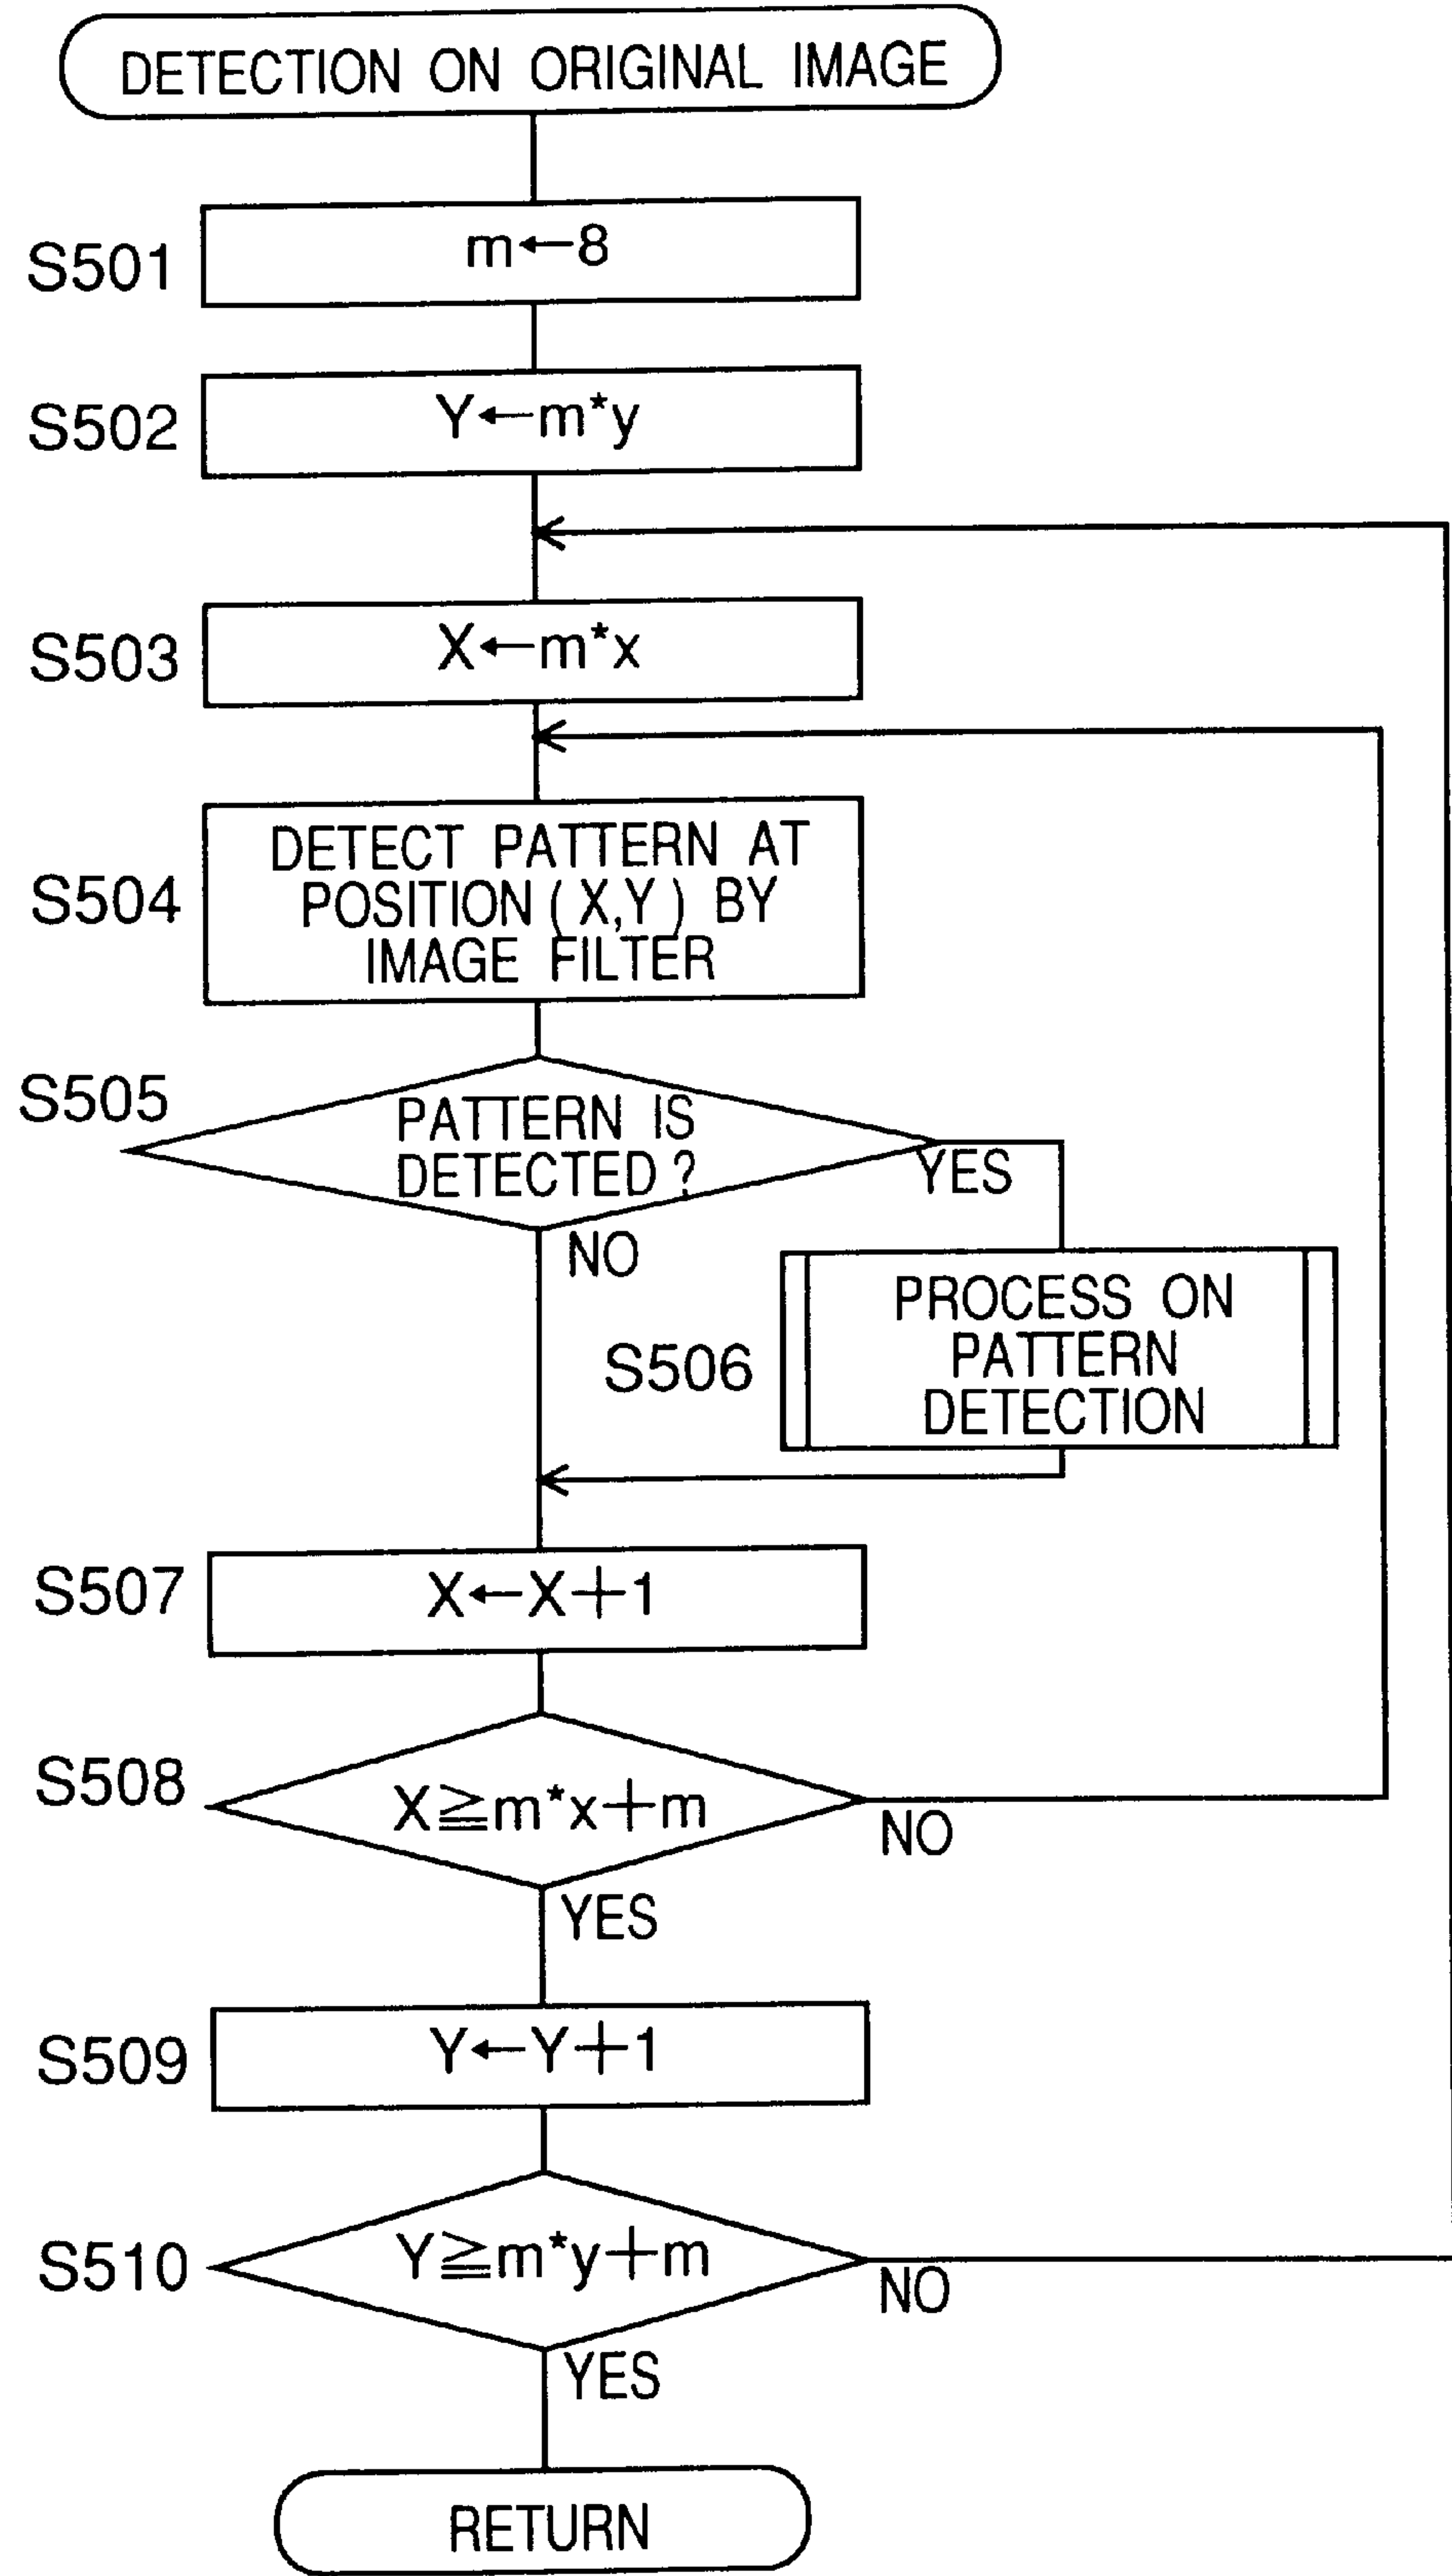 DETECTION ON ORIGINAL IMAGE
S501
m←8
S502
Y←m*y
S503
X←m*x
S504
DETECT PATTERN AT
POSITION (X,Y) BY
IMAGE FILTER
S505
PATTERN IS
DETECTED?
YES
NO
S506
PROCESS ON
PATTERN
DETECTION
S507
X←X+1
S508
X≧m*x+m
NO
YES
S509
Y←Y+1
S510
Y≧m*y+m
NO
YES
RETURN